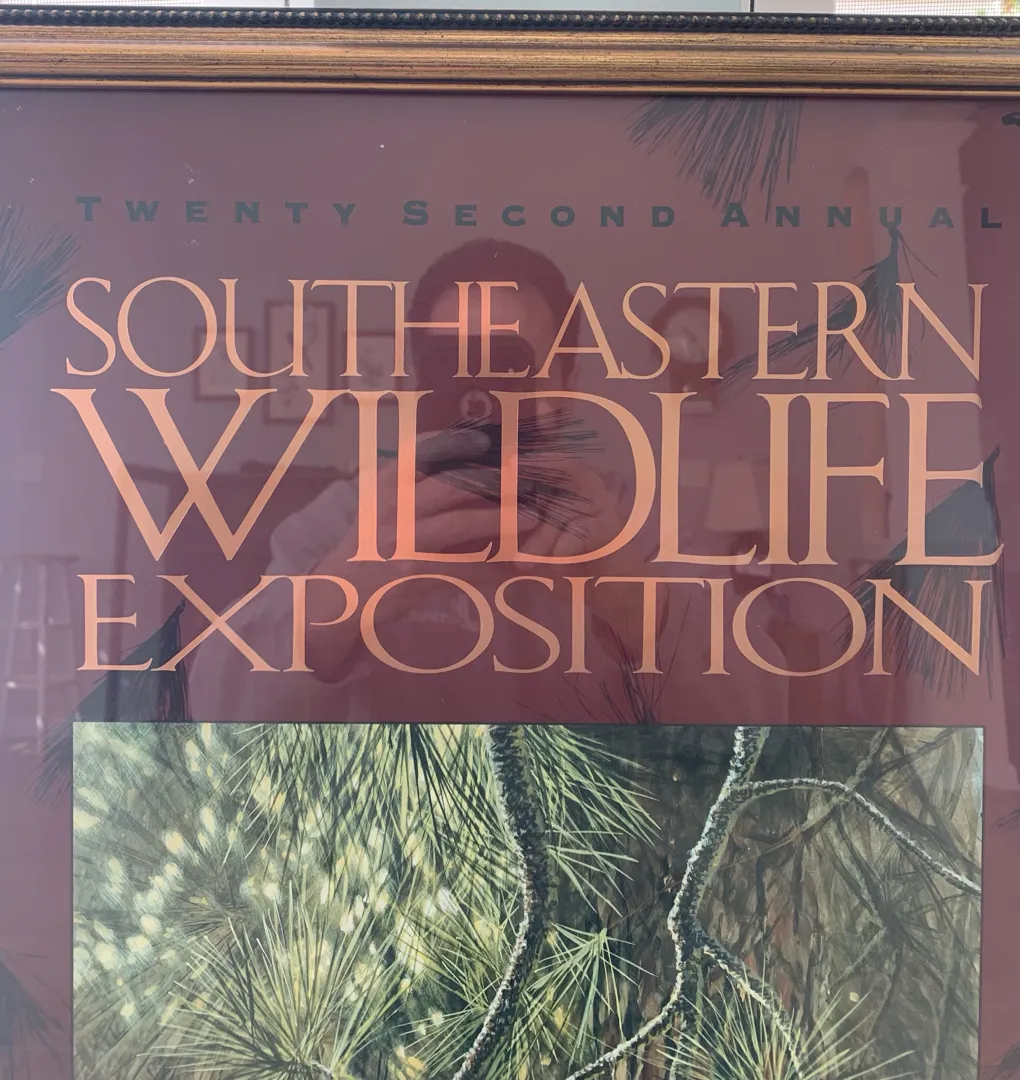 Twenty Second Annual
SOUTHEASTERN
WILDLIFE
EXPOSITION